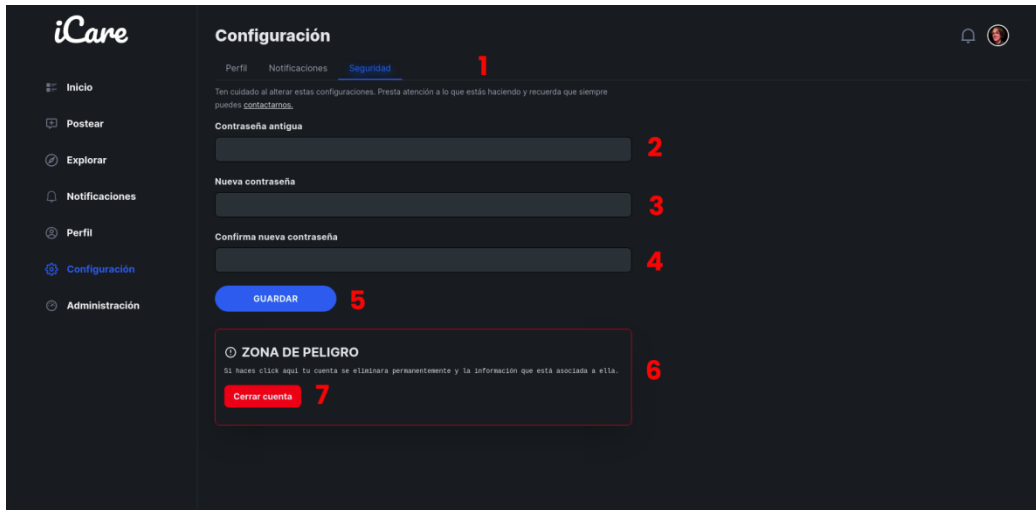 iCare
Inicio
Postear
Explorar
Notificaciones
Perfil
Configuración
Administración
Configuración
Perfil Notificaciones Seguridad 1
Ten cuidado al alterar estas configuraciones. Presta atención a lo que estás haciendo y recuerda que siempre
puedes contactarnos.
Contraseña antigua
2
Nueva contraseña
3
Confirma nueva contraseña
4
GUARDAR 5
ZONA DE PELIGRO
Si haces click aqui tu cuenta se eliminara permanentemente y la información que está asociada a ella.
6
Cerrar cuenta 7